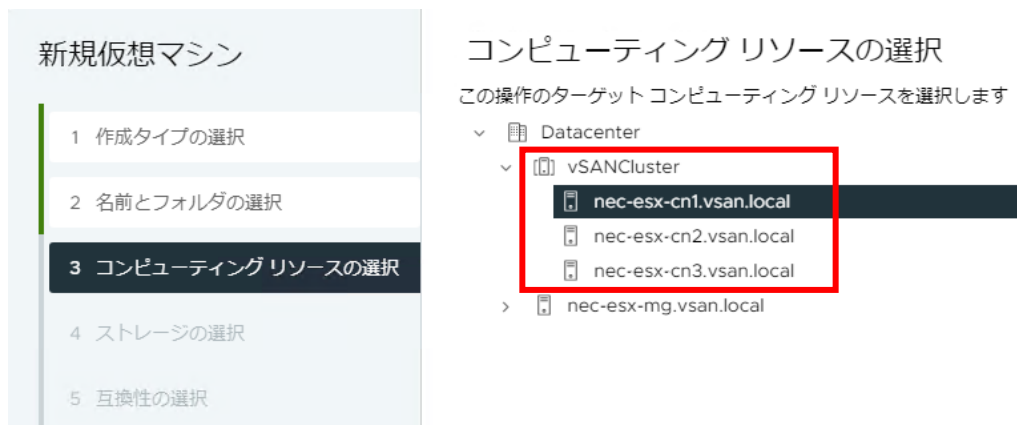 新規仮想マシン
1 作成タイプの選択
2 名前とフォルダの選択
3 コンピューティング リソースの選択
4 ストレージの選択
5 互換性の選択
コンピューティング リソースの選択
この操作のターゲット コンピューティング リソースを選択します
Datacenter
vSANCluster
nec-esx-cn1.vsan.local
nec-esx-cn2.vsan.local
nec-esx-cn3.vsan.local
nec-esx-mg.vsan.local